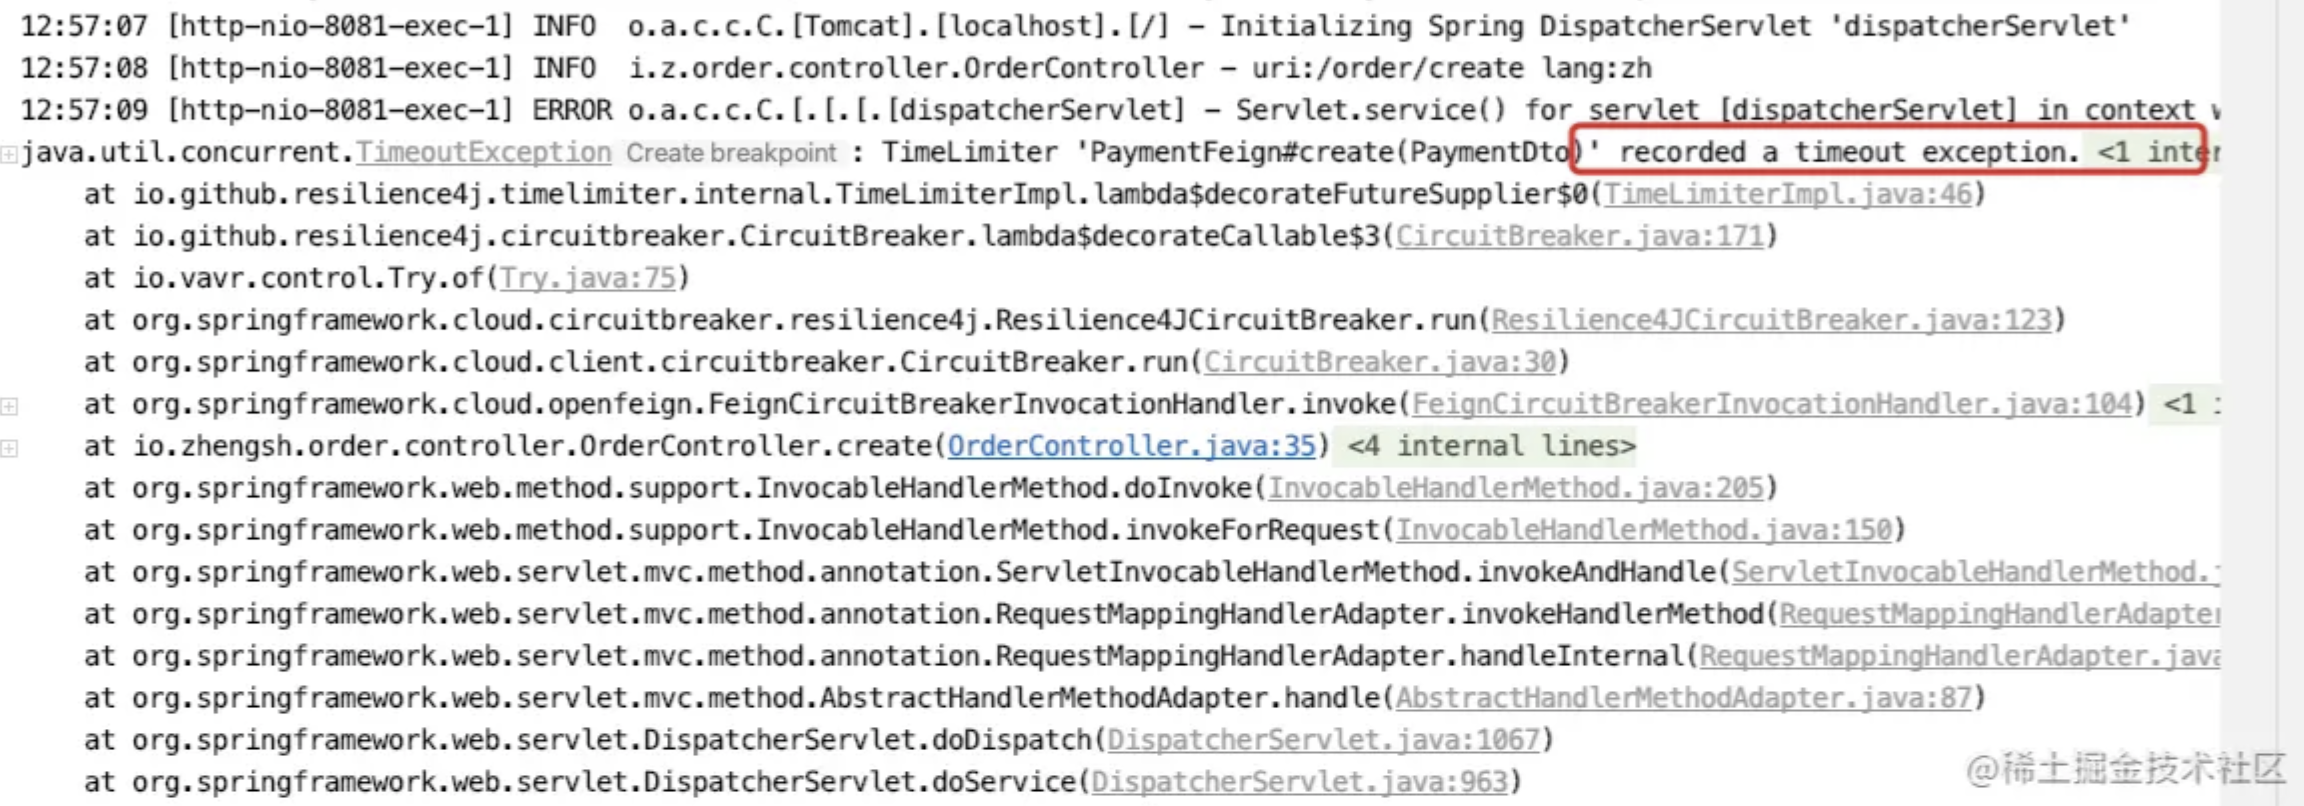 12:57:07 [http-nio-8081-exec-1] INFO  o.a.c.c.C.[Tomcat].[localhost].[/] – Initializing Spring DispatcherServlet 'dispatcherServlet'
12:57:08 [http-nio-8081-exec-1] INFO  i.z.order.controller.OrderController – uri:/order/create lang:zh
12:57:09 [http-nio-8081-exec-1] ERROR o.a.c.c.C.[.[.[.[dispatcherServlet] – Servlet.service() for servlet [dispatcherServlet] in context
java.util.concurrent.TimeoutException Create breakpoint : TimeLimiter 'PaymentFeign#create(PaymentDto)' recorded a timeout exception. <1 inter
    at io.github.resilience4j.timelimiter.internal.TimeLimiterImpl.lambda$decorateFutureSupplier$0(TimeLimiterImpl.java:46)
    at io.github.resilience4j.circuitbreaker.CircuitBreaker.lambda$decorateCallable$3(CircuitBreaker.java:171)
    at io.vavr.control.Try.of(Try.java:75)
    at org.springframework.cloud.circuitbreaker.resilience4j.Resilience4JCircuitBreaker.run(Resilience4JCircuitBreaker.java:123)
    at org.springframework.cloud.client.circuitbreaker.CircuitBreaker.run(CircuitBreaker.java:30)
    at org.springframework.cloud.openfeign.FeignCircuitBreakerInvocationHandler.invoke(FeignCircuitBreakerInvocationHandler.java:104) <1
    at io.zhengsh.order.controller.OrderController.create(OrderController.java:35) <4 internal lines>
    at org.springframework.web.method.support.InvocableHandlerMethod.doInvoke(InvocableHandlerMethod.java:205)
    at org.springframework.web.method.support.InvocableHandlerMethod.invokeForRequest(InvocableHandlerMethod.java:150)
    at org.springframework.web.servlet.mvc.method.annotation.ServletInvocableHandlerMethod.invokeAndHandle(ServletInvocableHandlerMethod.
    at org.springframework.web.servlet.mvc.method.annotation.RequestMappingHandlerAdapter.invokeHandlerMethod(RequestMappingHandlerAdapter
    at org.springframework.web.servlet.mvc.method.annotation.RequestMappingHandlerAdapter.handleInternal(RequestMappingHandlerAdapter.java
    at org.springframework.web.servlet.mvc.method.AbstractHandlerMethodAdapter.handle(AbstractHandlerMethodAdapter.java:87)
    at org.springframework.web.servlet.DispatcherServlet.doDispatch(DispatcherServlet.java:1067)
    at org.springframework.web.servlet.DispatcherServlet.doService(DispatcherServlet.java:963)
@稀土掘金技术社区